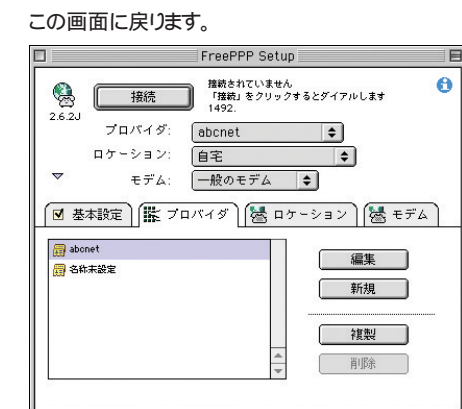 この画面に戻ります。
FreePPP Setup
接続
接続されていません
「接続」をクリックするとダイアルします
1492.
2.6.2J
プロバイダ: abcnet
ロケーション: 自宅
モデム: 一般のモデム
基本設定 プロバイダ ロケーション モデム
abcnet
名称未設定
編集
新規
複製
削除